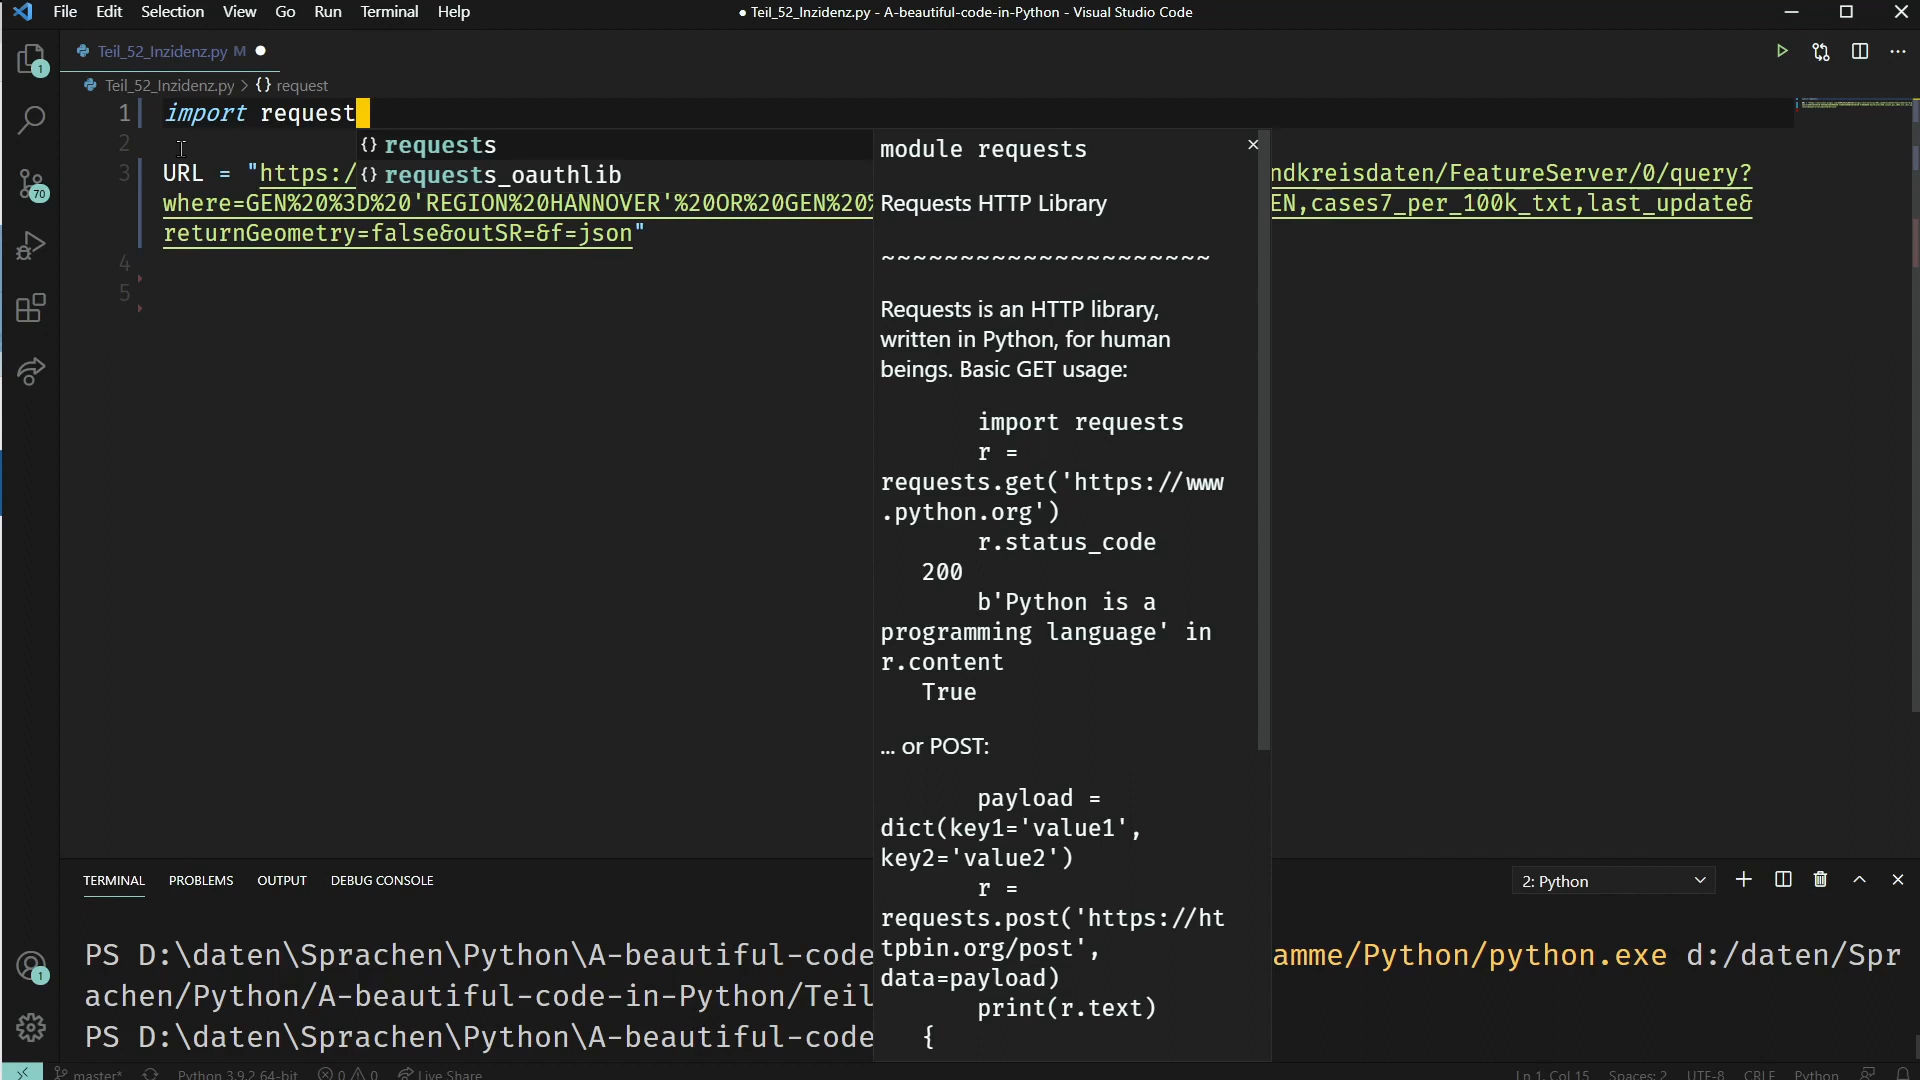 File Edit Selection View Go Run Terminal Help
● Teil_52_Inzidenz.py - A-beautiful-code-in-Python - Visual Studio Code
Teil_52_Inzidenz.py M ●
Teil_52_Inzidenz.py > {} request
1 import request
2
3 URL = "https:/
ndkreisdaten/FeatureServer/0/query?
where=GEN%20%3D%20'REGION%20HANNOVER'%20OR%20GEN%20%
EN,cases7_per_100k_txt,last_update&
returnGeometry=false&outSR=&f=json"
4
5
{} requests
{} requests_oauthlib
module requests
Requests HTTP Library
~~~~~~~~~~~~~~~~~~~~~
Requests is an HTTP library,
written in Python, for human
beings. Basic GET usage:
import requests
r =
requests.get('https://www
.python.org')
r.status_code
200
b'Python is a
programming language' in
r.content
True
... or POST:
payload =
dict(key1='value1',
key2='value2')
r =
requests.post('https://ht
tpbin.org/post',
data=payload)
print(r.text)
{
1
70
1
TERMINAL PROBLEMS OUTPUT DEBUG CONSOLE
2: Python
PS D:\daten\Sprachen\Python\A-beautiful-code
amme/Python/python.exe d:/daten/Spr
achen/Python/A-beautiful-code-in-Python/Teil
PS D:\daten\Sprachen\Python\A-beautiful-code
master* Python 3.9.2 64-bit 0 0 Live Share
Ln 1, Col 15 Spaces: 2 UTF-8 CRLF Python